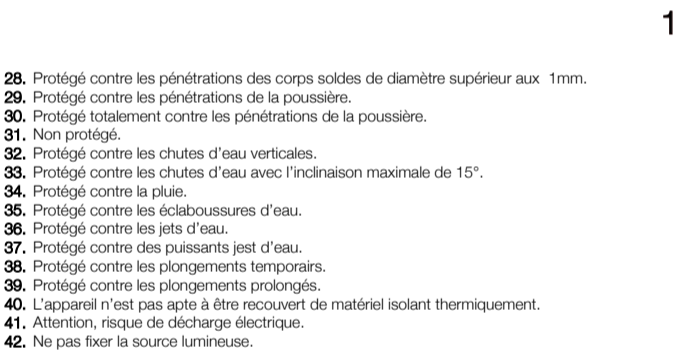 1
28. Protégé contre les pénétrations des corps soldes de diamètre supérieur aux 1mm.
29. Protégé contre les pénétrations de la poussière.
30. Protégé totalement contre les pénétrations de la poussière.
31. Non protégé.
32. Protégé contre les chutes d'eau verticales.
33. Protégé contre les chutes d'eau avec l'inclinaison maximale de 15°.
34. Protégé contre la pluie.
35. Protégé contre les éclaboussures d'eau.
36. Protégé contre les jets d'eau.
37. Protégé contre des puissants jest d'eau.
38. Protégé contre les plongements temporairs.
39. Protégé contre les plongements prolongés.
40. L'appareil n'est pas apte à être recouvert de matériel isolant thermiquement.
41. Attention, risque de décharge électrique.
42. Ne pas fixer la source lumineuse.